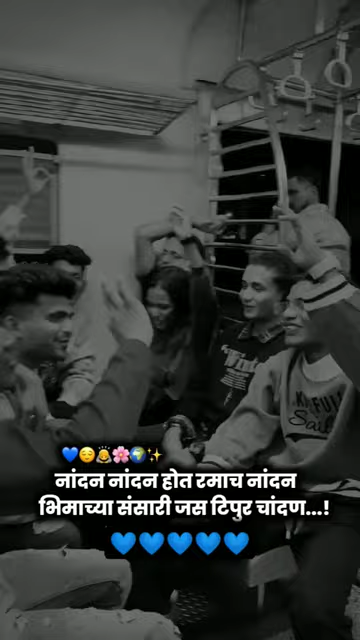 💙😌🙇🌸🌍✨
नांदन नांदन होत रमाच नांदन
भिमाच्या संसारी जस टिपुर चांदण...!
💙💙💙💙💙